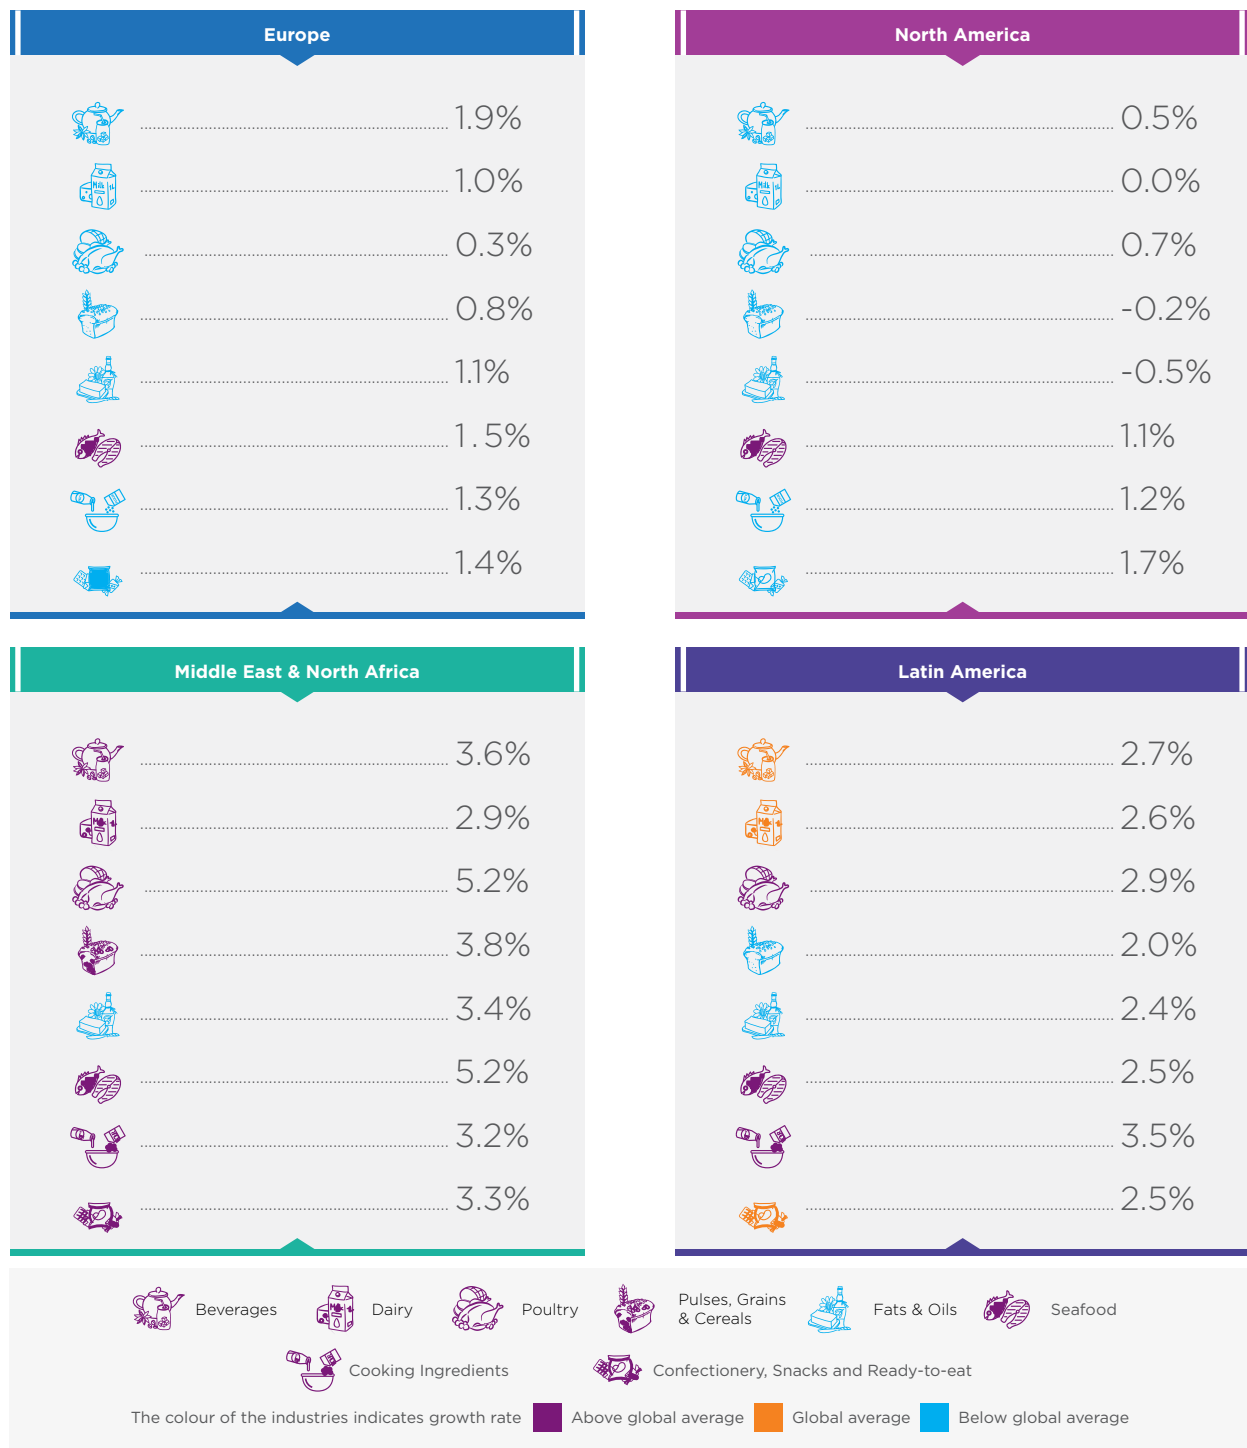 Europe
1.9%
1.0%
0.3%
0.8%
1.1%
1.5%
1.3%
1.4%
North America
0.5%
0.0%
0.7%
-0.2%
-0.5%
1.1%
1.2%
1.7%
Middle East & North Africa
3.6%
2.9%
5.2%
3.8%
3.4%
5.2%
3.2%
3.3%
Latin America
2.7%
2.6%
2.9%
2.0%
2.4%
2.5%
3.5%
2.5%
Beverages
Dairy
Poultry
Pulses, Grains
& Cereals
Fats & Oils
Seafood
Cooking Ingredients
Confectionery, Snacks and Ready-to-eat
The colour of the industries indicates growth rate
Above global average
Global average
Below global average